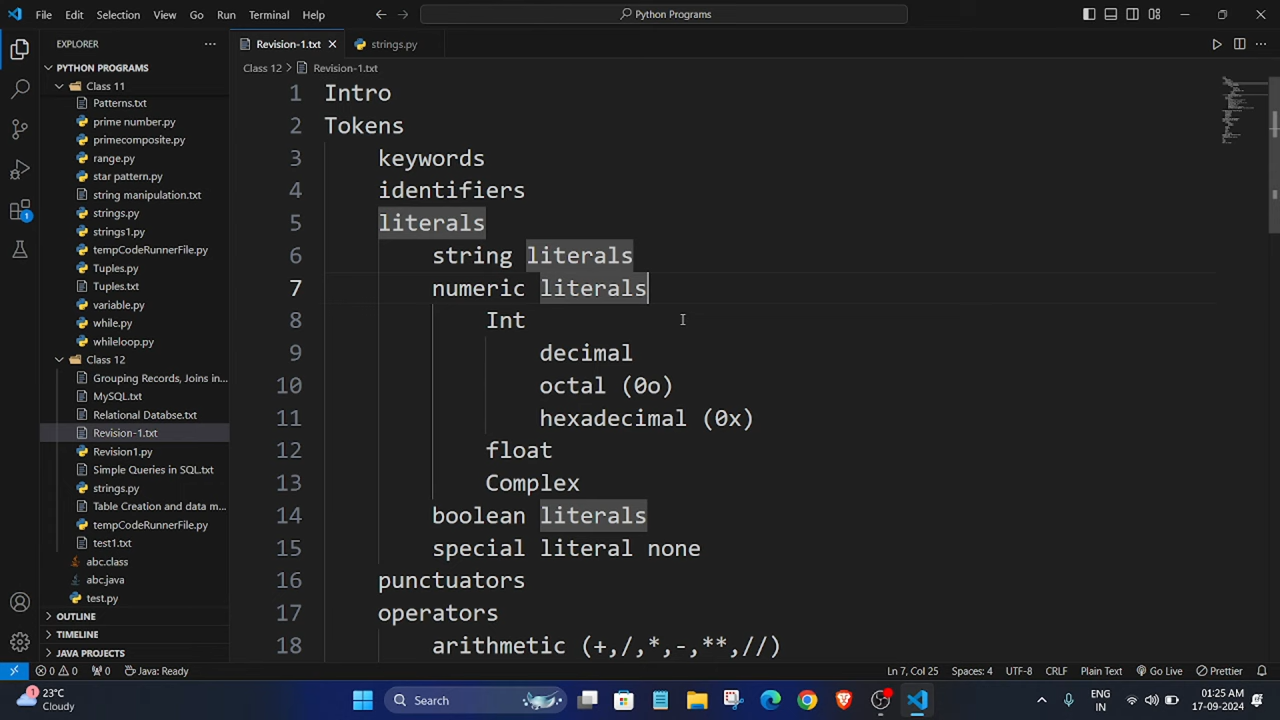 File Edit Selection View Go Run Terminal Help
Python Programs
EXPLORER
PYTHON PROGRAMS
Class 11
Patterns.txt
prime number.py
primecomposite.py
range.py
star pattern.py
string manipulation.txt
strings.py
strings1.py
tempCodeRunnerFile.py
Tuples.py
Tuples.txt
variable.py
while.py
whileloop.py
Class 12
Grouping Records, Joins in...
MySQL.txt
Relational Databse.txt
Revision-1.txt
Revision1.py
Simple Queries in SQL.txt
strings.py
Table Creation and data m...
tempCodeRunnerFile.py
test1.txt
abc.class
abc.java
test.py
OUTLINE
TIMELINE
JAVA PROJECTS
1
Revision-1.txt strings.py
Class 12 > Revision-1.txt
1 Intro
2 Tokens
3 keywords
4 identifiers
5 literals
6 string literals
7 numeric literals
8 Int
9 decimal
10 octal (0o)
11 hexadecimal (0x)
12 float
13 Complex
14 boolean literals
15 special literal none
16 punctuators
17 operators
18 arithmetic (+,/,*,-,**,//)
0 0 0 Java: Ready
Ln 7, Col 25 Spaces: 4 UTF-8 CRLF Plain Text Go Live Prettier
1
23°C
Cloudy
Search
ENG
IN
01:25 AM
17-09-2024